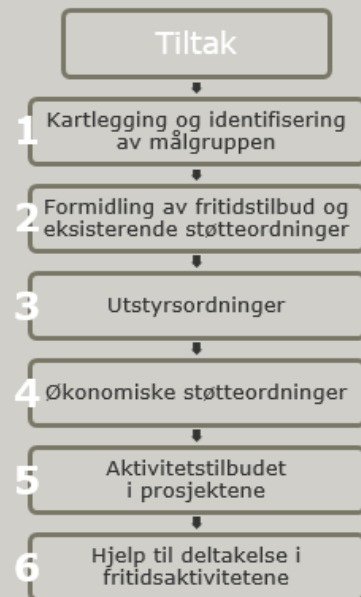 Tiltak
1
Kartlegging og identifisering
av målgruppen
2
Formidling av fritidstilbud og
eksisterende støtteordninger
3
Utstyrsordninger
4
Økonomiske støtteordninger
5
Aktivitetstilbudet
i prosjektene
6
Hjelp til deltakelse i
fritidsaktivitetene